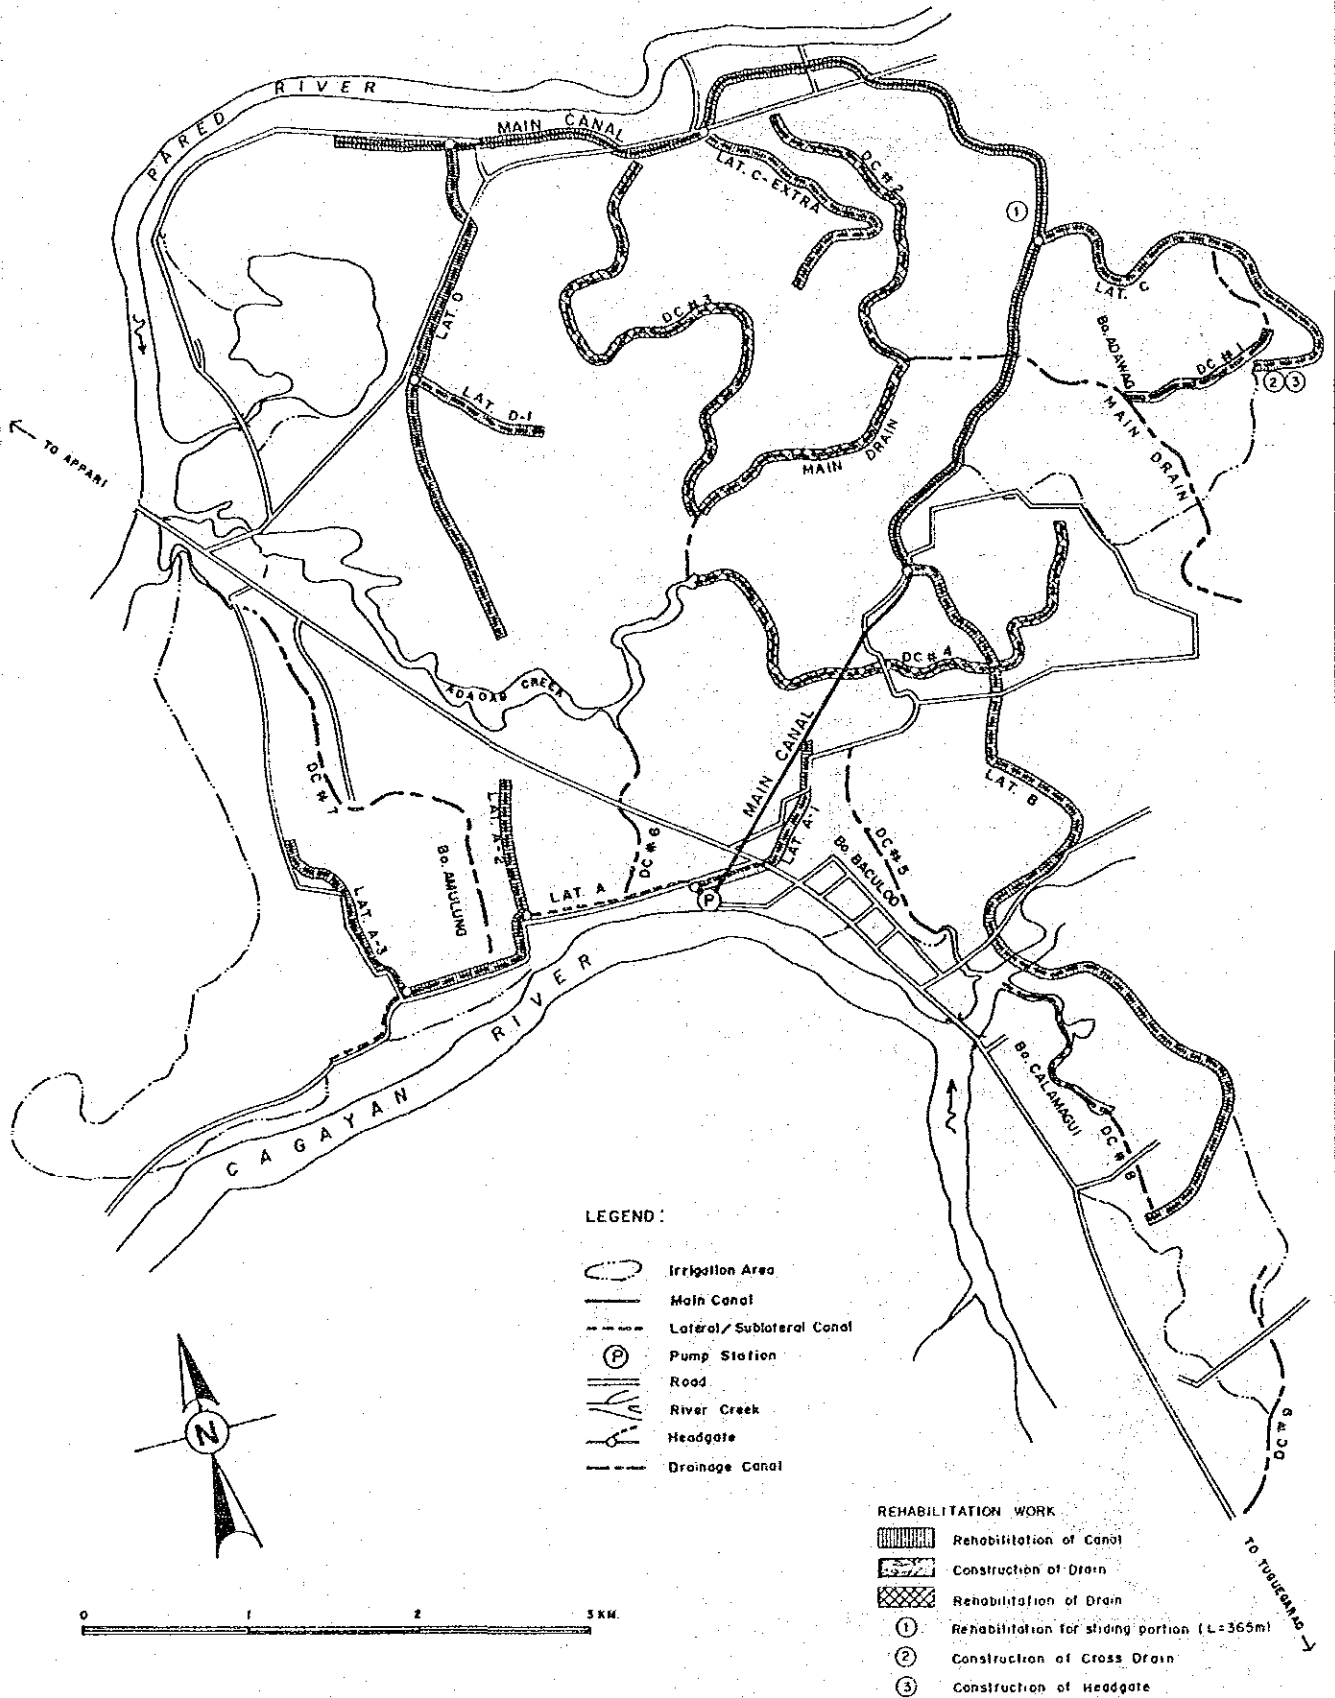 PARED RIVER
MAIN CANAL
LAT. C-EXTRA
DC # 2
①
LAT. C
LAT. D
DC # 3
Bo. ADAWAG
DC # 1
② ③
LAT. D-1
MAIN DRAIN
MAIN DRAIN
TO APPARI
DC # 4
ADAOAG CREEK
MAIN CANAL
DC # 7
LAT. A-2
DC # 6
LAT. A-1
LAT. B
DC # 5
Bo. BACULOD
Bo. AMULUNG
LAT. A
P
LAT. A-3
CAGAYAN RIVER
Bo. CALAMAGUI
DC # 8
DC # 9
TO TUGUEGARAO
LEGEND:
Irrigation Area
Main Canal
Lateral/Sublateral Canal
P Pump Station
Road
River Creek
Headgate
Drainage Canal
N
0 1 2 3 KM.
REHABILITATION WORK
Rehabilitation of Canal
Construction of Drain
Rehabilitation of Drain
① Rehabilitation for sliding portion (L=365m)
② Construction of Cross Drain
③ Construction of Headgate